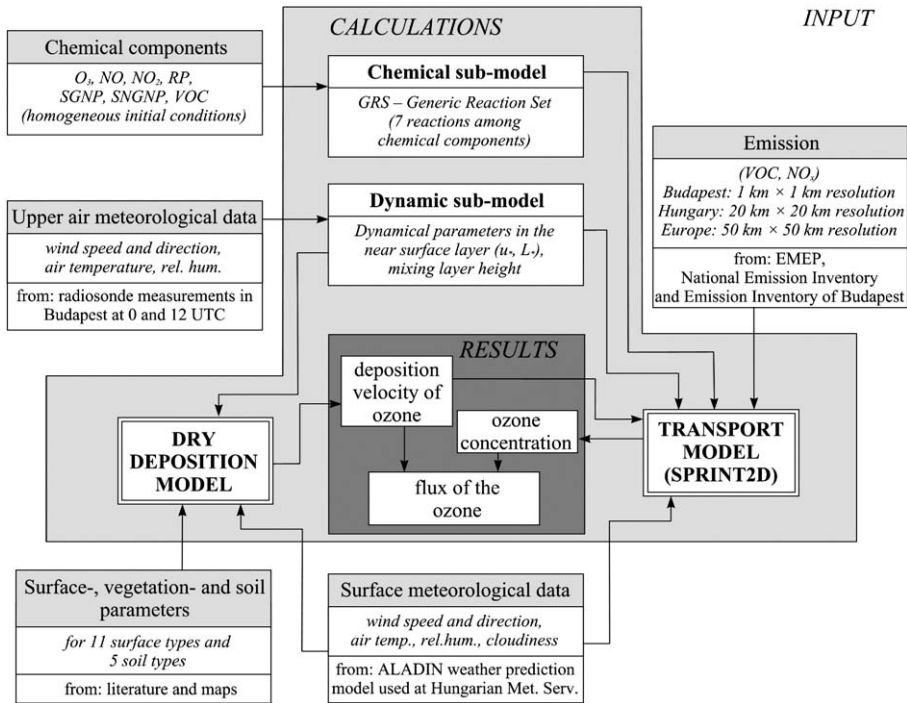 INPUT
CALCULATIONS
Chemical components
O₃, NO, NO₂, RP,
SGNP, SNGNP, VOC
(homogeneous initial conditions)
Chemical sub-model
GRS – Generic Reaction Set
(7 reactions among
chemical components)
Emission
(VOC, NOₓ)
Budapest: 1 km × 1 km resolution
Hungary: 20 km × 20 km resolution
Europe: 50 km × 50 km resolution
from: EMEP,
National Emission Inventory
and Emission Inventory of Budapest
Upper air meteorological data
wind speed and direction,
air temperature, rel. hum.
from: radiosonde measurements in
Budapest at 0 and 12 UTC
Dynamic sub-model
Dynamical parameters in the
near surface layer (u*, L*),
mixing layer height
RESULTS
deposition
velocity of
ozone
ozone
concentration
flux of the
ozone
DRY
DEPOSITION
MODEL
TRANSPORT
MODEL
(SPRINT2D)
Surface-, vegetation- and soil
parameters
for 11 surface types and
5 soil types
from: literature and maps
Surface meteorological data
wind speed and direction,
air temp., rel.hum., cloudiness
from: ALADIN weather prediction
model used at Hungarian Met. Serv.